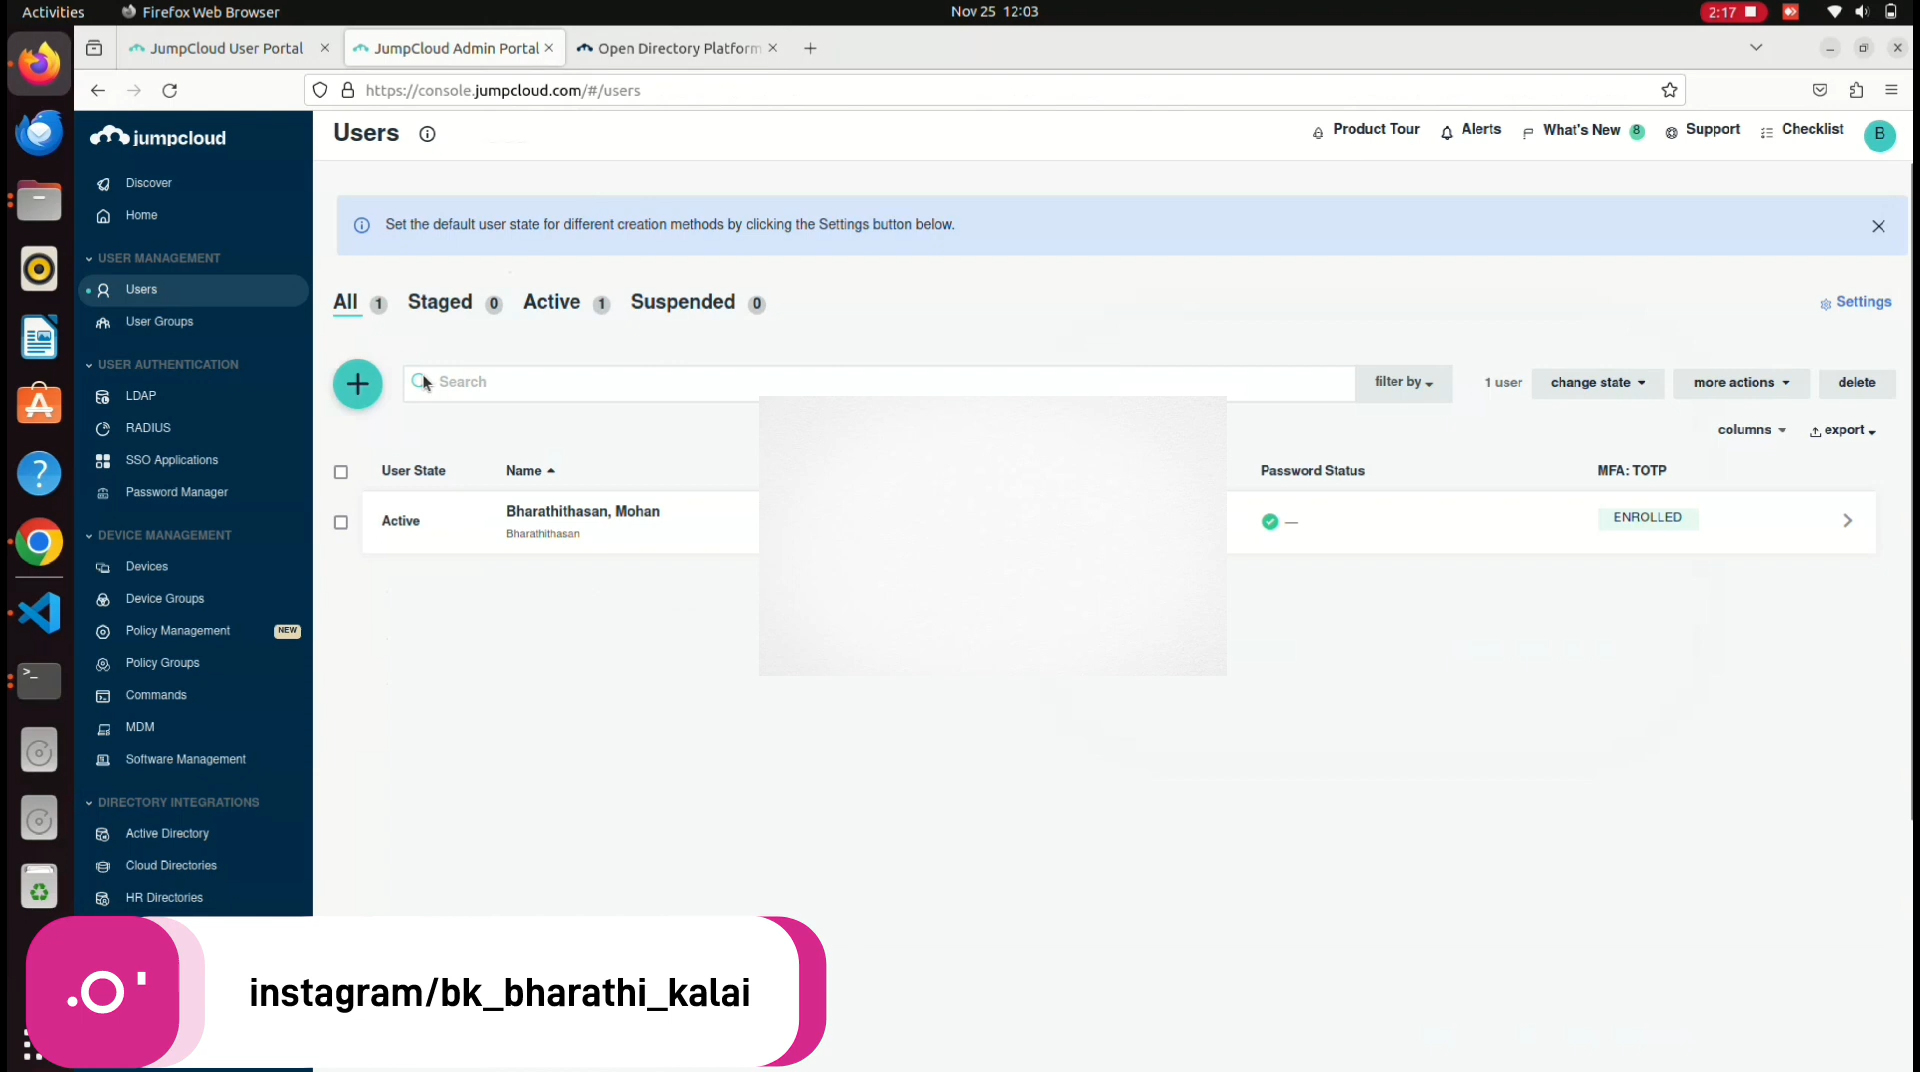 Activities
Firefox Web Browser
Nov 25 12:03
2:17
JumpCloud User Portal
JumpCloud Admin Portal
Open Directory Platform
https://console.jumpcloud.com/#/users
jumpcloud
Users
Product Tour
Alerts
What's New 8
Support
Checklist
B
Discover
Home
USER MANAGEMENT
Users
User Groups
USER AUTHENTICATION
LDAP
RADIUS
SSO Applications
Password Manager
DEVICE MANAGEMENT
Devices
Device Groups
Policy Management NEW
Policy Groups
Commands
MDM
Software Management
DIRECTORY INTEGRATIONS
Active Directory
Cloud Directories
HR Directories
Set the default user state for different creation methods by clicking the Settings button below.
All 1 Staged 0 Active 1 Suspended 0
Settings
Search
filter by
1 user
change state
more actions
delete
columns
export
User State Name Password Status MFA: TOTP
Active Bharathithasan, Mohan — ENROLLED
Bharathithasan
instagram/bk_bharathi_kalai